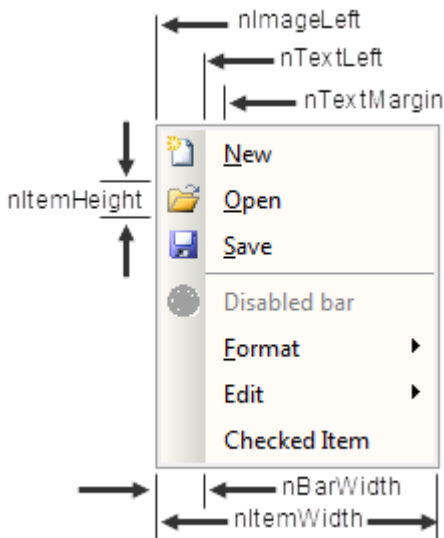 nImageLeft
nTextLeft
nTextMargin
New
nItemHeight
Open
Save
Disabled bar
Format
Edit
Checked Item
nBarWidth
nItemWidth